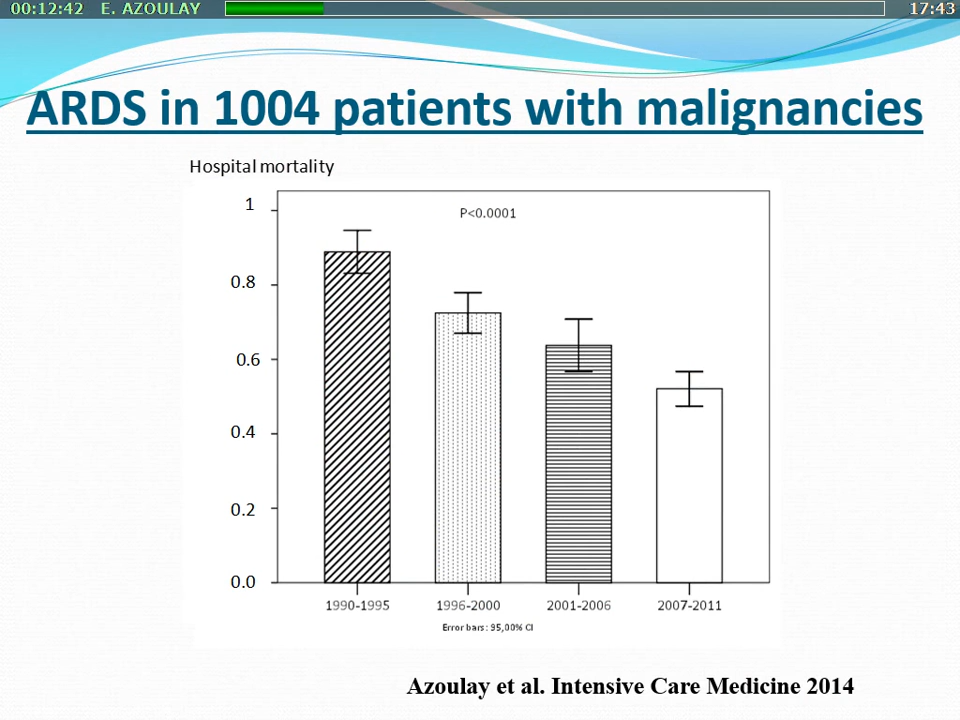 00:12:42 E. AZOULAY 17:43
ARDS in 1004 patients with malignancies
Hospital mortality
P<0.0001
1
0.8
0.6
0.4
0.2
0.0
1990-1995 1996-2000 2001-2006 2007-2011
Error bars: 95,00% CI
Azoulay et al. Intensive Care Medicine 2014